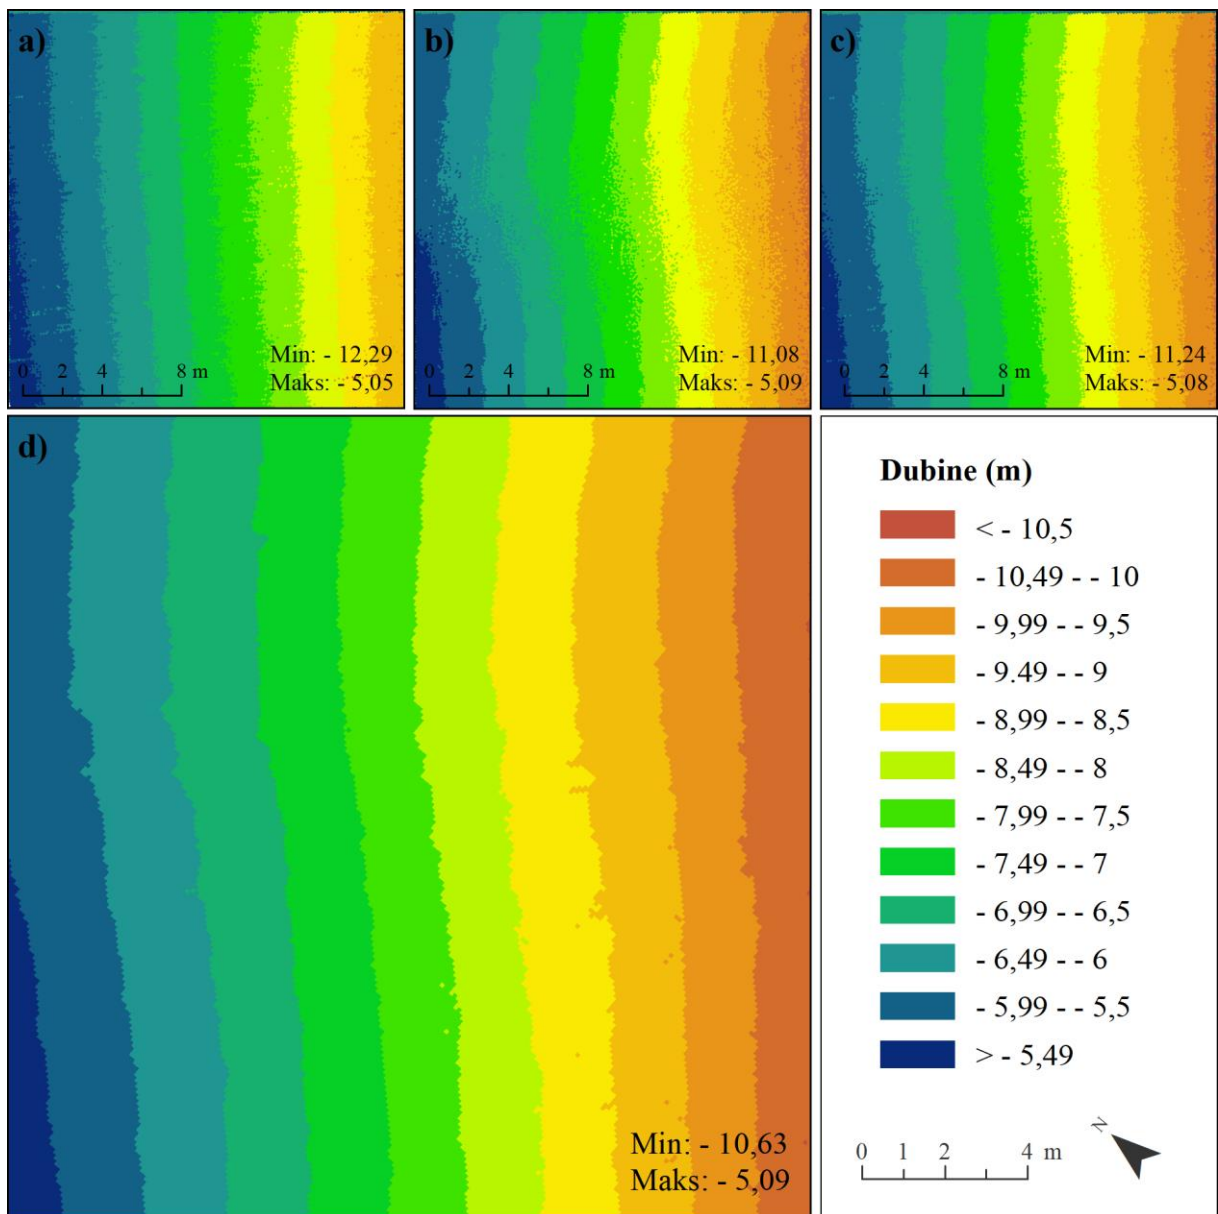 a)
0 2 4 8 m
Min: - 12,29
Maks: - 5,05
b)
0 2 4 8 m
Min: - 11,08
Maks: - 5,09
c)
0 2 4 8 m
Min: - 11,24
Maks: - 5,08
d)
Min: - 10,63
Maks: - 5,09
Dubine (m)
< - 10,5
- 10,49 - - 10
- 9,99 - - 9,5
- 9.49 - - 9
- 8,99 - - 8,5
- 8,49 - - 8
- 7,99 - - 7,5
- 7,49 - - 7
- 6,99 - - 6,5
- 6,49 - - 6
- 5,99 - - 5,5
> - 5,49
0 1 2 4 m
N